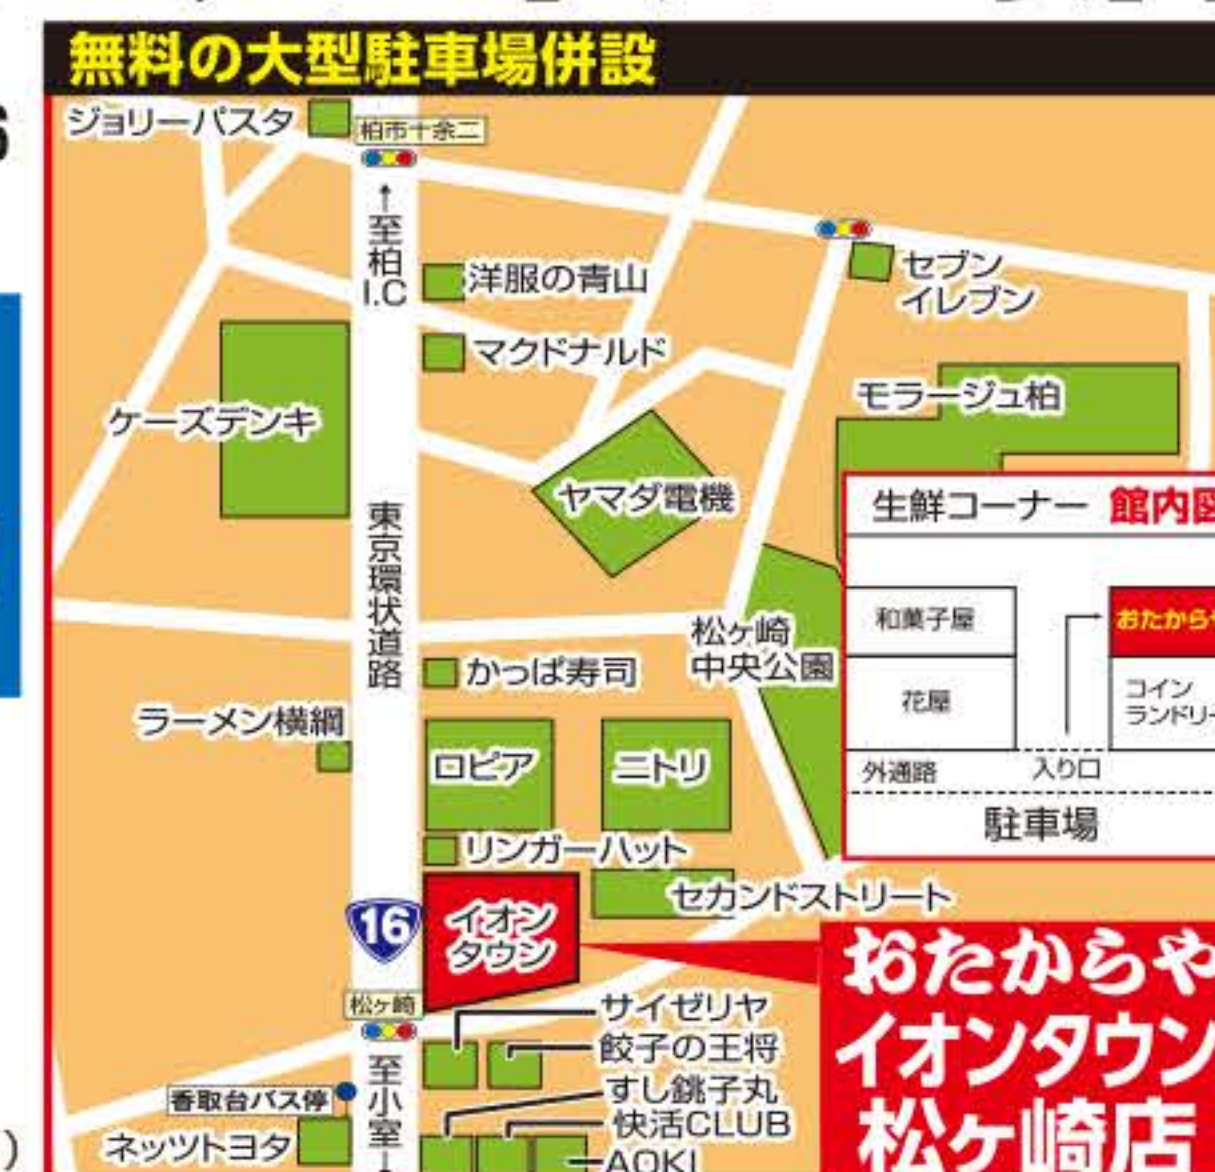 無料の大型駐車場併設
ジョリーパスタ
柏市十余二
↑至柏I.C
洋服の青山
セブン
イレブン
マクドナルド
モラージュ柏
ケーズデンキ
ヤマダ電機
生鮮コーナー 館内図
東京環状道路
和菓子屋
おたからや
松ヶ崎
中央公園
かっぱ寿司
花屋
コイン
ランドリー
ラーメン横綱
ロピア
ニトリ
外通路
入り口
駐車場
リンガーハット
セカンドストリート
16
イオン
タウン
おたからや
イオンタウン
松ヶ崎店
松ヶ崎
サイゼリヤ
餃子の王将
すし銚子丸
快活CLUB
AOKI
至小室
香取台バス停
ネッツトヨタ